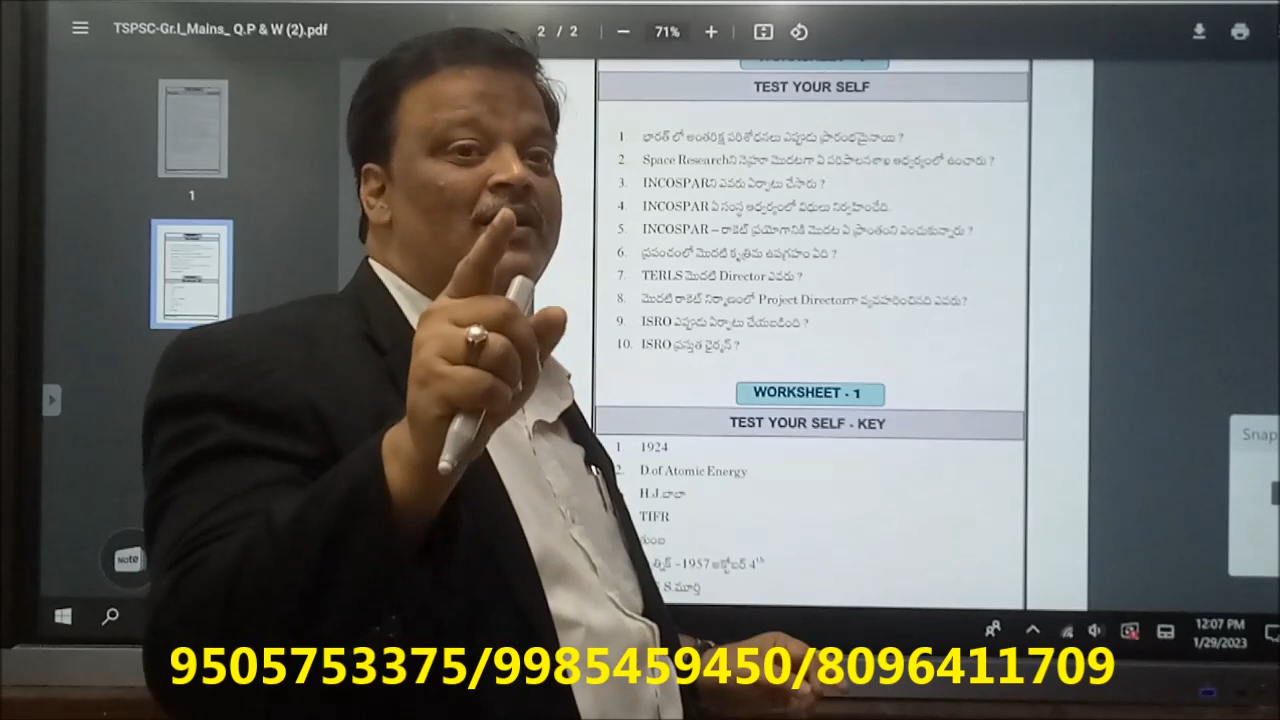 TSPSC-Gr.I_Mains_ Q.P & W (2).pdf
2 / 2
71%
1
TEST YOUR SELF
1. భారత్ లో అంతరిక్ష పరిశోధనలు ఎప్పుడు ప్రారంభమైనాయి ?
2. Space Researchని నెహ్రూ మొదటగా ఏ పరిపాలనశాఖ ఆధ్వర్యంలో ఉంచారు ?
3. INCOSPARని ఎవరు ఏర్పాటు చేసారు ?
4. INCOSPAR ఏ సంస్థ ఆధ్వర్యంలో విధులు నిర్వహించేది.
5. INCOSPAR – రాకెట్ ప్రయోగానికి మొదట ఏ ప్రాంతంని ఎంచుకున్నారు ?
6. ప్రపంచంలో మొదటి కృత్రిమ ఉపగ్రహం ఏది ?
7. TERLS మొదటి Director ఎవరు ?
8. మొదటి రాకెట్ నిర్మాణంలో Project Directorగా వ్యవహరించినది ఎవరు?
9. ISRO ఎప్పుడు ఏర్పాటు చేయబడింది ?
10. ISRO ప్రస్తుత ఛైర్మన్ ?
WORKSHEET - 1
TEST YOUR SELF - KEY
1 1924
2. D.of Atomic Energy
H.J.బాబా
TIFR
తుంబ
త్నిక్ -1957 అక్టోబర్ 4th
S.మూర్తి
Snap
Note
12:07 PM
1/29/2023
9505753375/9985459450/8096411709